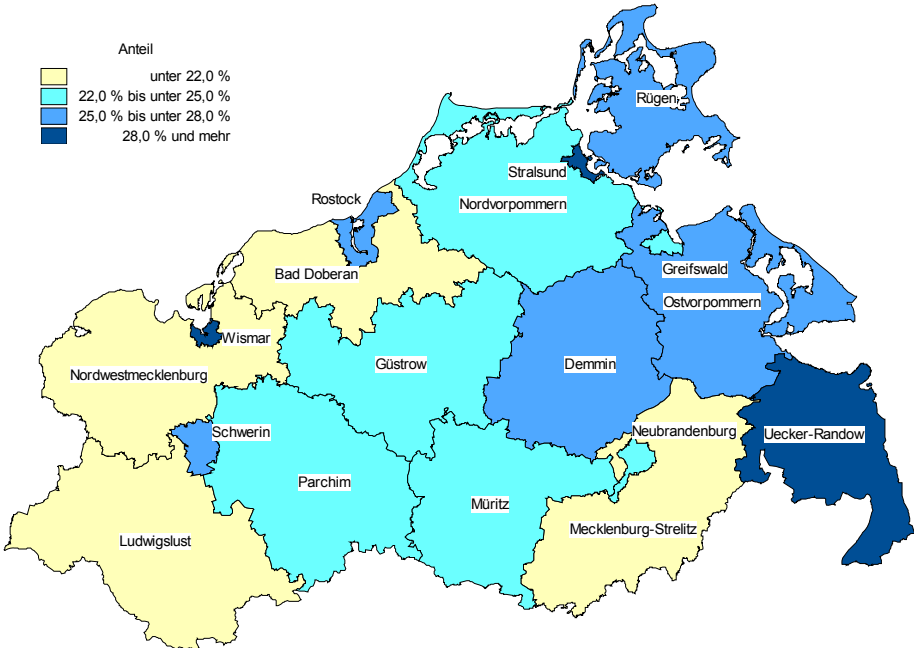 Anteil
unter 22,0 %
22,0 % bis unter 25,0 %
25,0 % bis unter 28,0 %
28,0 % und mehr
Rügen
Stralsund
Rostock
Nordvorpommern
Greifswald
Bad Doberan
Ostvorpommern
Wismar
Güstrow
Demmin
Nordwestmecklenburg
Schwerin
Neubrandenburg
Uecker-Randow
Parchim
Müritz
Mecklenburg-Strelitz
Ludwigslust